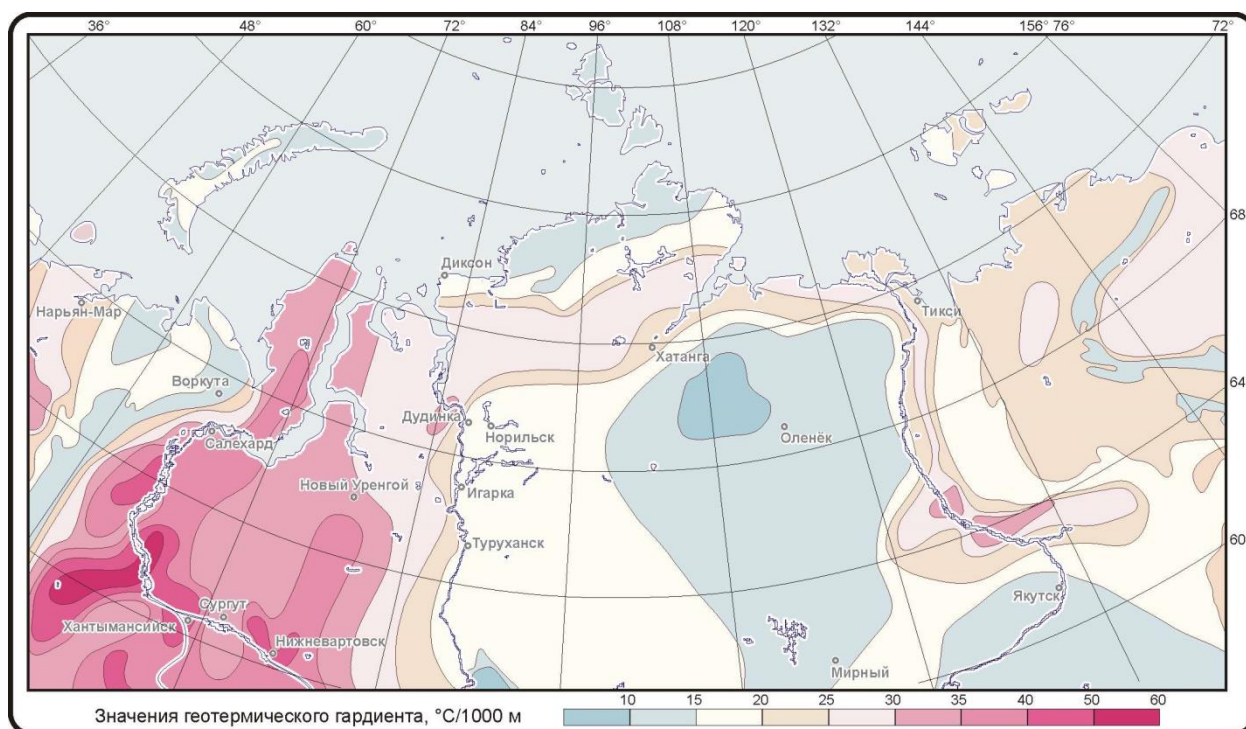 36° 48° 60° 72° 84° 96° 108° 120° 132° 144° 156° 76° 72°
68
64
60
Диксон
Нарьян-Мар
Тикси
Хатанга
Воркута
Дудинка
Норильск
Оленёк
Салехард
Новый Уренгой
Игарка
Туруханск
Якутск
Сургут
Хантымансийск
Нижневартовск
Мирный
10 15 20 25 30 35 40 50 60
Значения геотермического гардиента, °С/1000 м